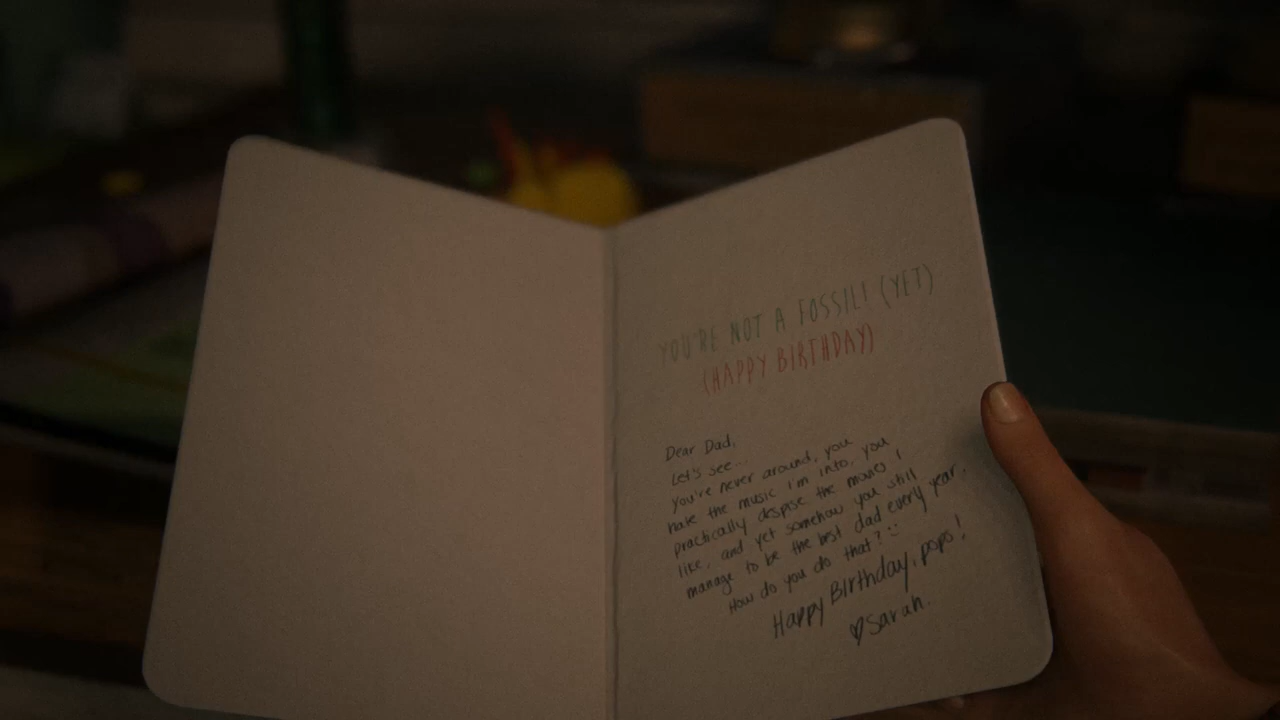 YOU'RE NOT A FOSSIL! (YET)
(HAPPY BIRTHDAY)
Dear Dad,
Let's see...
You're never around, you
hate the music I'm into, you
practically despise the movies I
like, and yet somehow you still
manage to be the best dad every year.
How do you do that? :)
Happy Birthday, pops!
♡ Sarah.